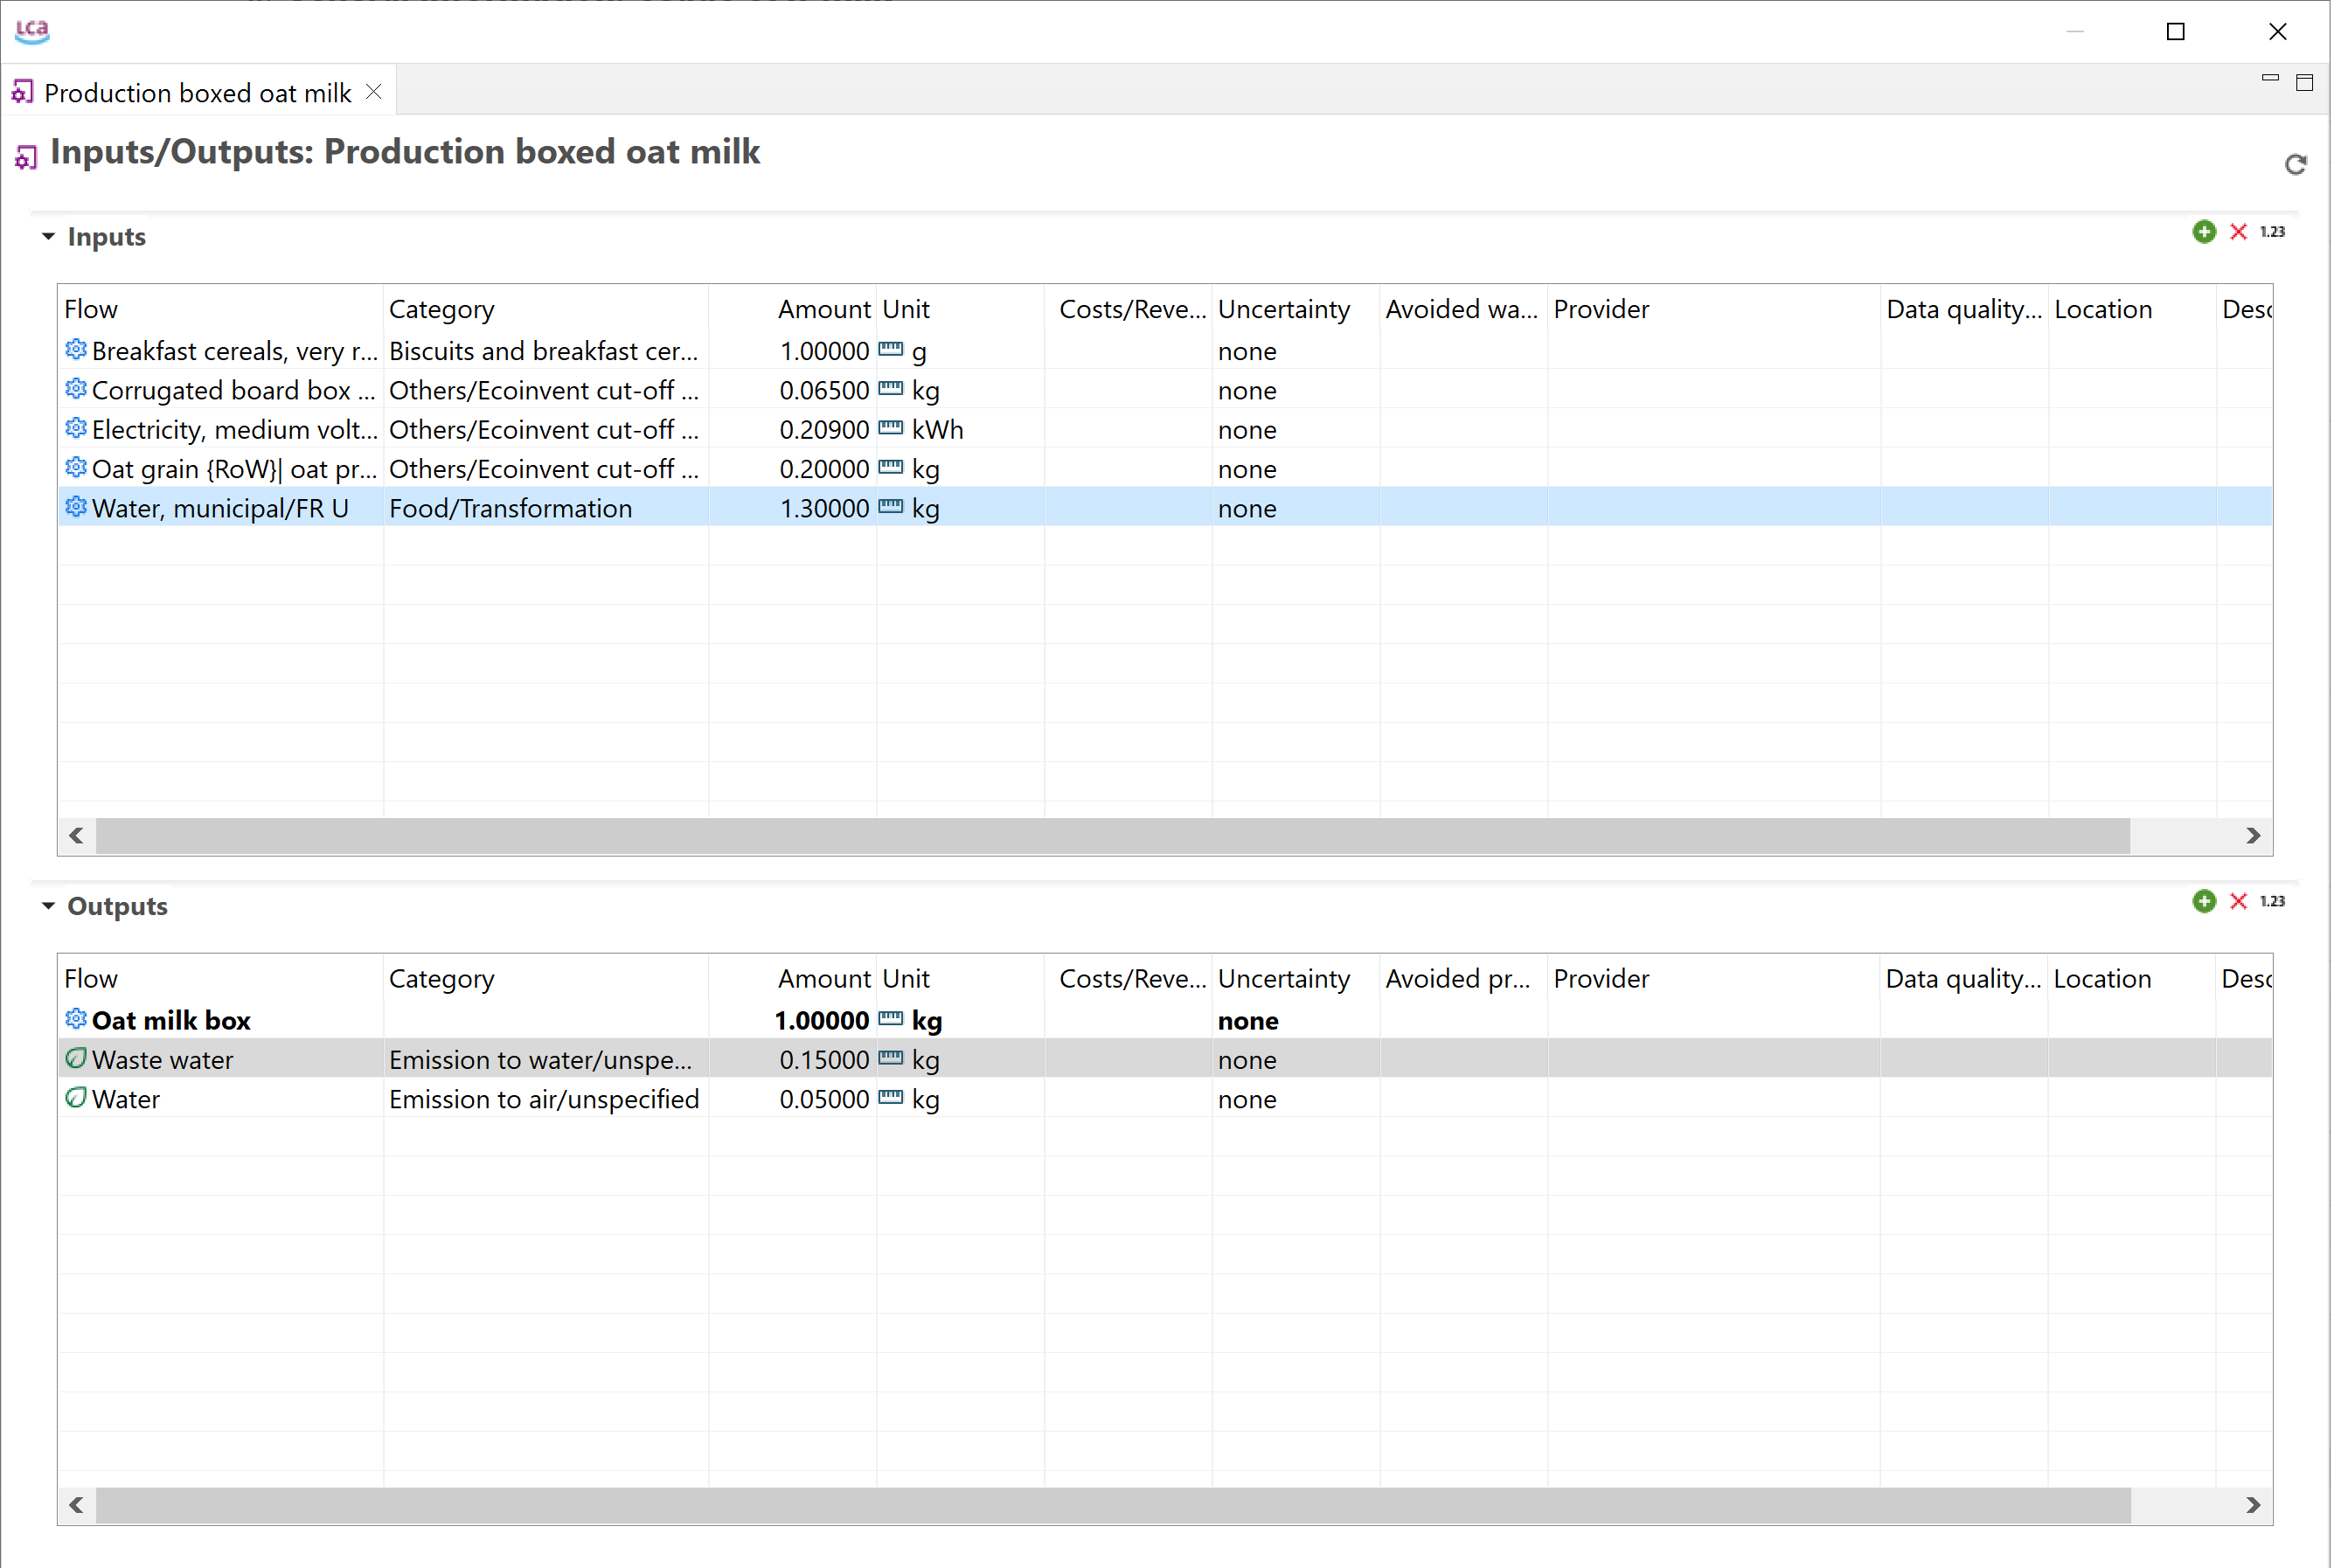 LCA
Production boxed oat milk
Inputs/Outputs: Production boxed oat milk
Inputs
1.23
Flow Category Amount Unit Costs/Reve... Uncertainty Avoided wa... Provider Data quality... Location Desc
Breakfast cereals, very r... Biscuits and breakfast cer... 1.00000 g none
Corrugated board box ... Others/Ecoinvent cut-off ... 0.06500 kg none
Electricity, medium volt... Others/Ecoinvent cut-off ... 0.20900 kWh none
Oat grain {RoW}| oat pr... Others/Ecoinvent cut-off ... 0.20000 kg none
Water, municipal/FR U Food/Transformation 1.30000 kg none
Outputs
1.23
Flow Category Amount Unit Costs/Reve... Uncertainty Avoided pr... Provider Data quality... Location Desc
Oat milk box 1.00000 kg none
Waste water Emission to water/unspe... 0.15000 kg none
Water Emission to air/unspecified 0.05000 kg none